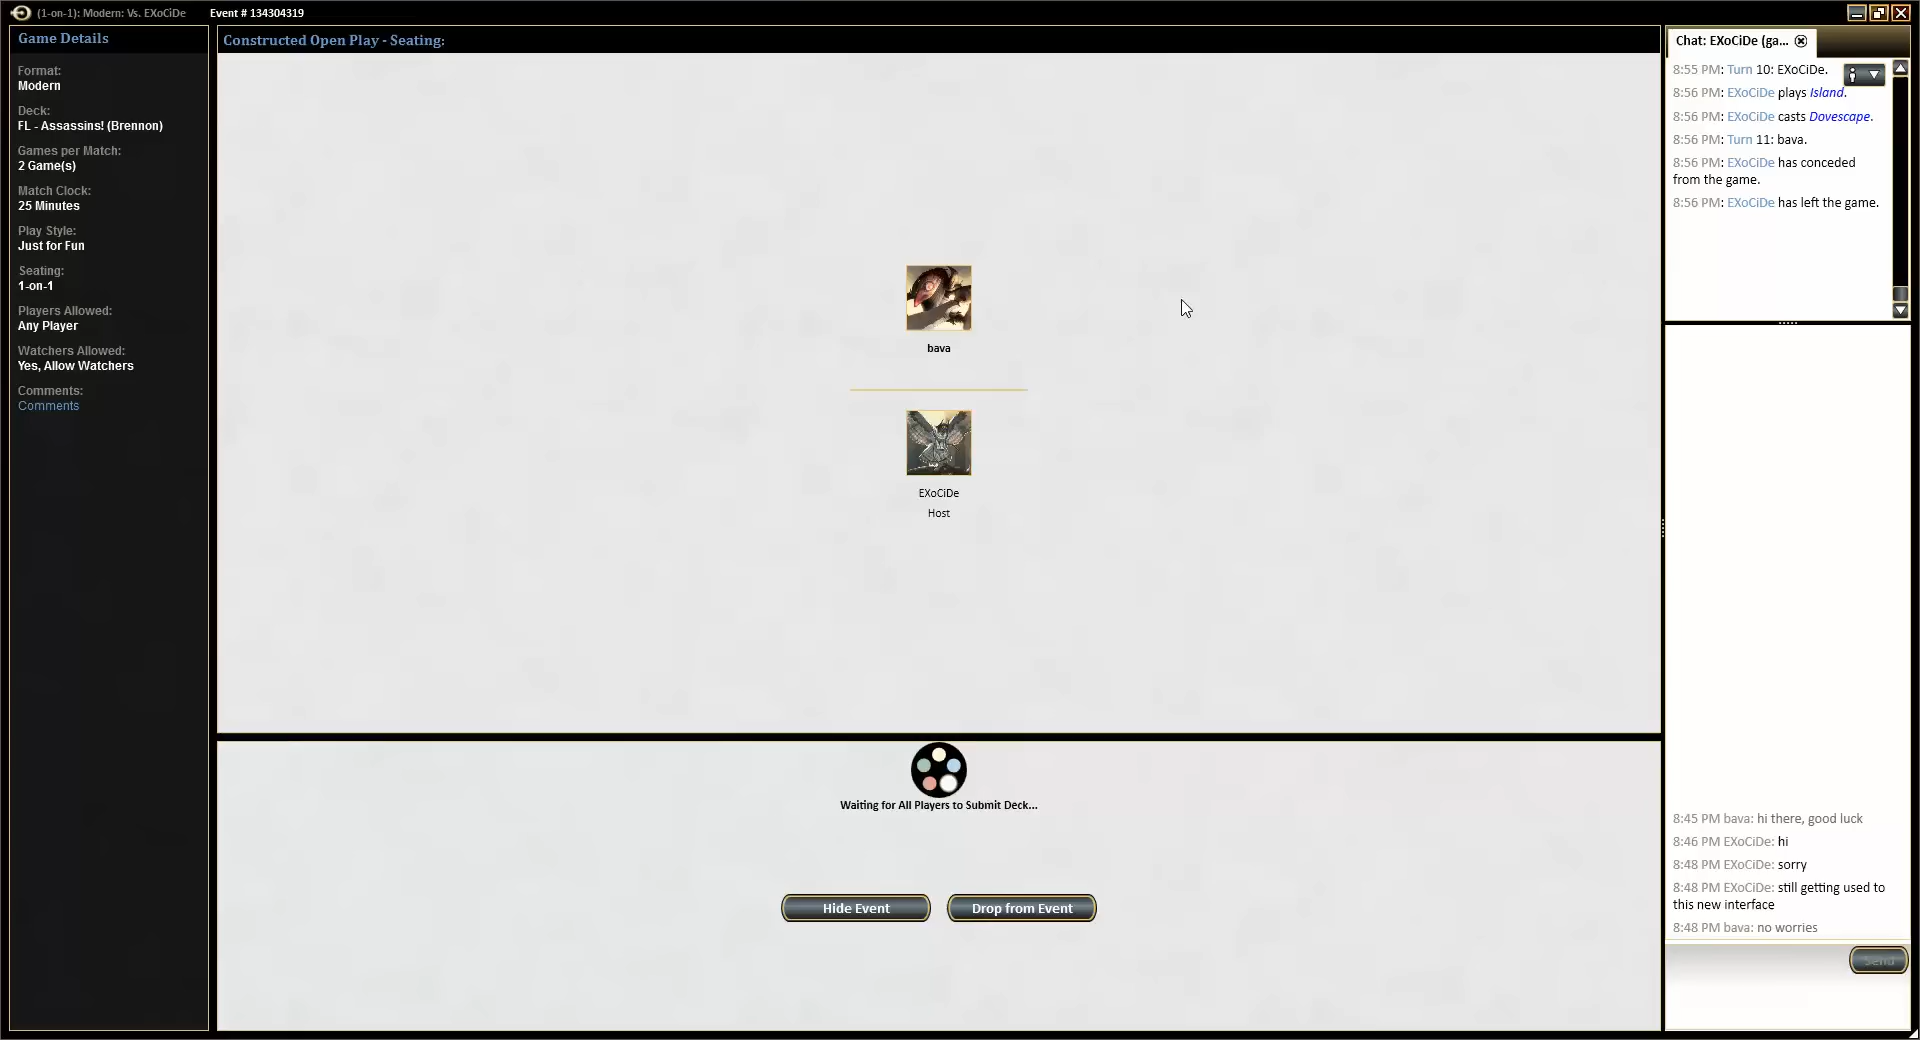 (1-on-1): Modern: Vs. EXoCiDe
Event # 134304319
Game Details
Format:
Modern
Deck:
FL - Assassins! (Brennon)
Games per Match:
2 Game(s)
Match Clock:
25 Minutes
Play Style:
Just for Fun
Seating:
1-on-1
Players Allowed:
Any Player
Watchers Allowed:
Yes, Allow Watchers
Comments:
Comments
Constructed Open Play - Seating:
bava
EXoCiDe
Host
Waiting for All Players to Submit Deck...
Hide Event
Drop from Event
Chat: EXoCiDe (ga...
8:55 PM: Turn 10: EXoCiDe.
8:56 PM: EXoCiDe plays Island.
8:56 PM: EXoCiDe casts Dovescape.
8:56 PM: Turn 11: bava.
8:56 PM: EXoCiDe has conceded
from the game.
8:56 PM: EXoCiDe has left the game.
8:45 PM bava: hi there, good luck
8:46 PM EXoCiDe: hi
8:48 PM EXoCiDe: sorry
8:48 PM EXoCiDe: still getting used to
this new interface
8:48 PM bava: no worries
Send